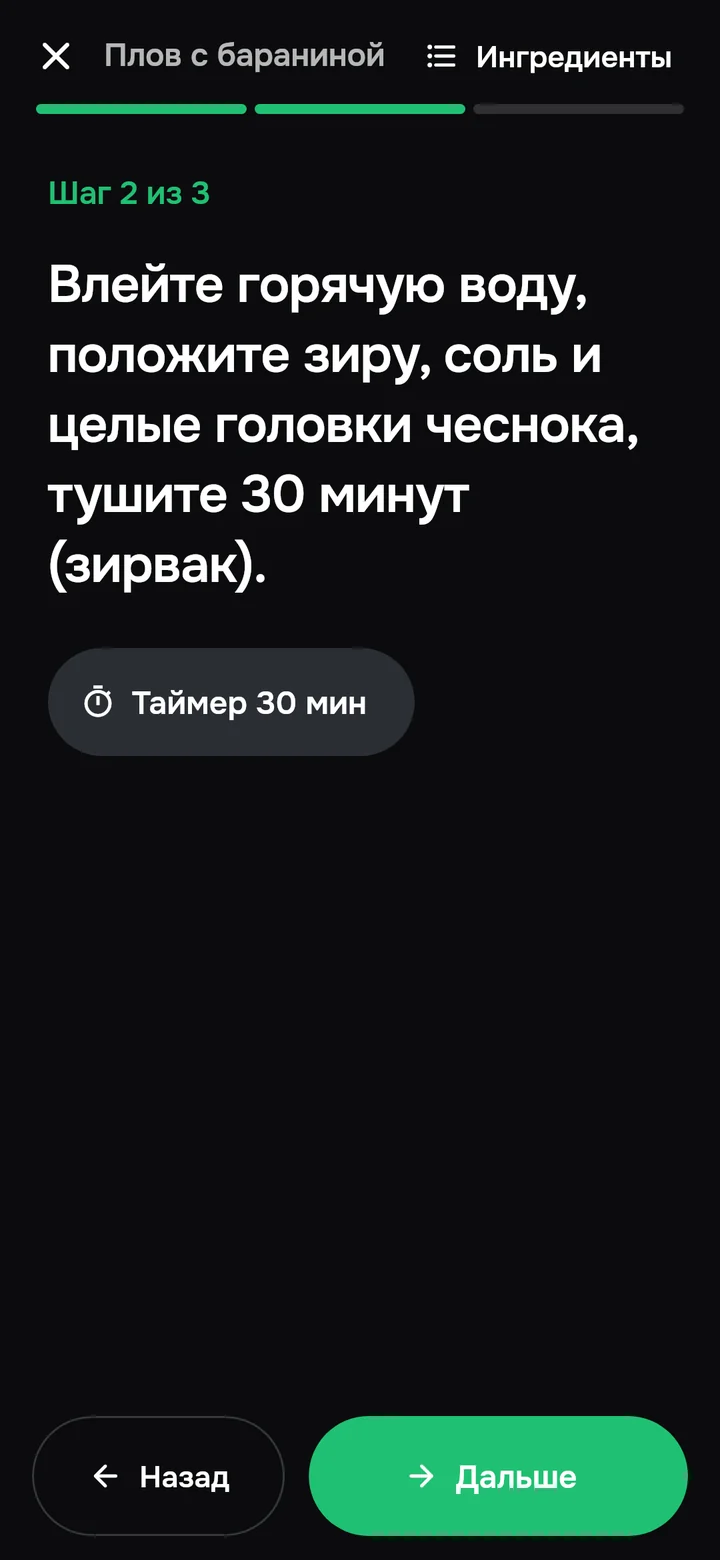 Плов с бараниной
Ингредиенты
Шаг 2 из 3
Влейте горячую воду,
положите зиру, соль и
целые головки чеснока,
тушите 30 минут
(зирвак).
Таймер 30 мин
Назад
Дальше